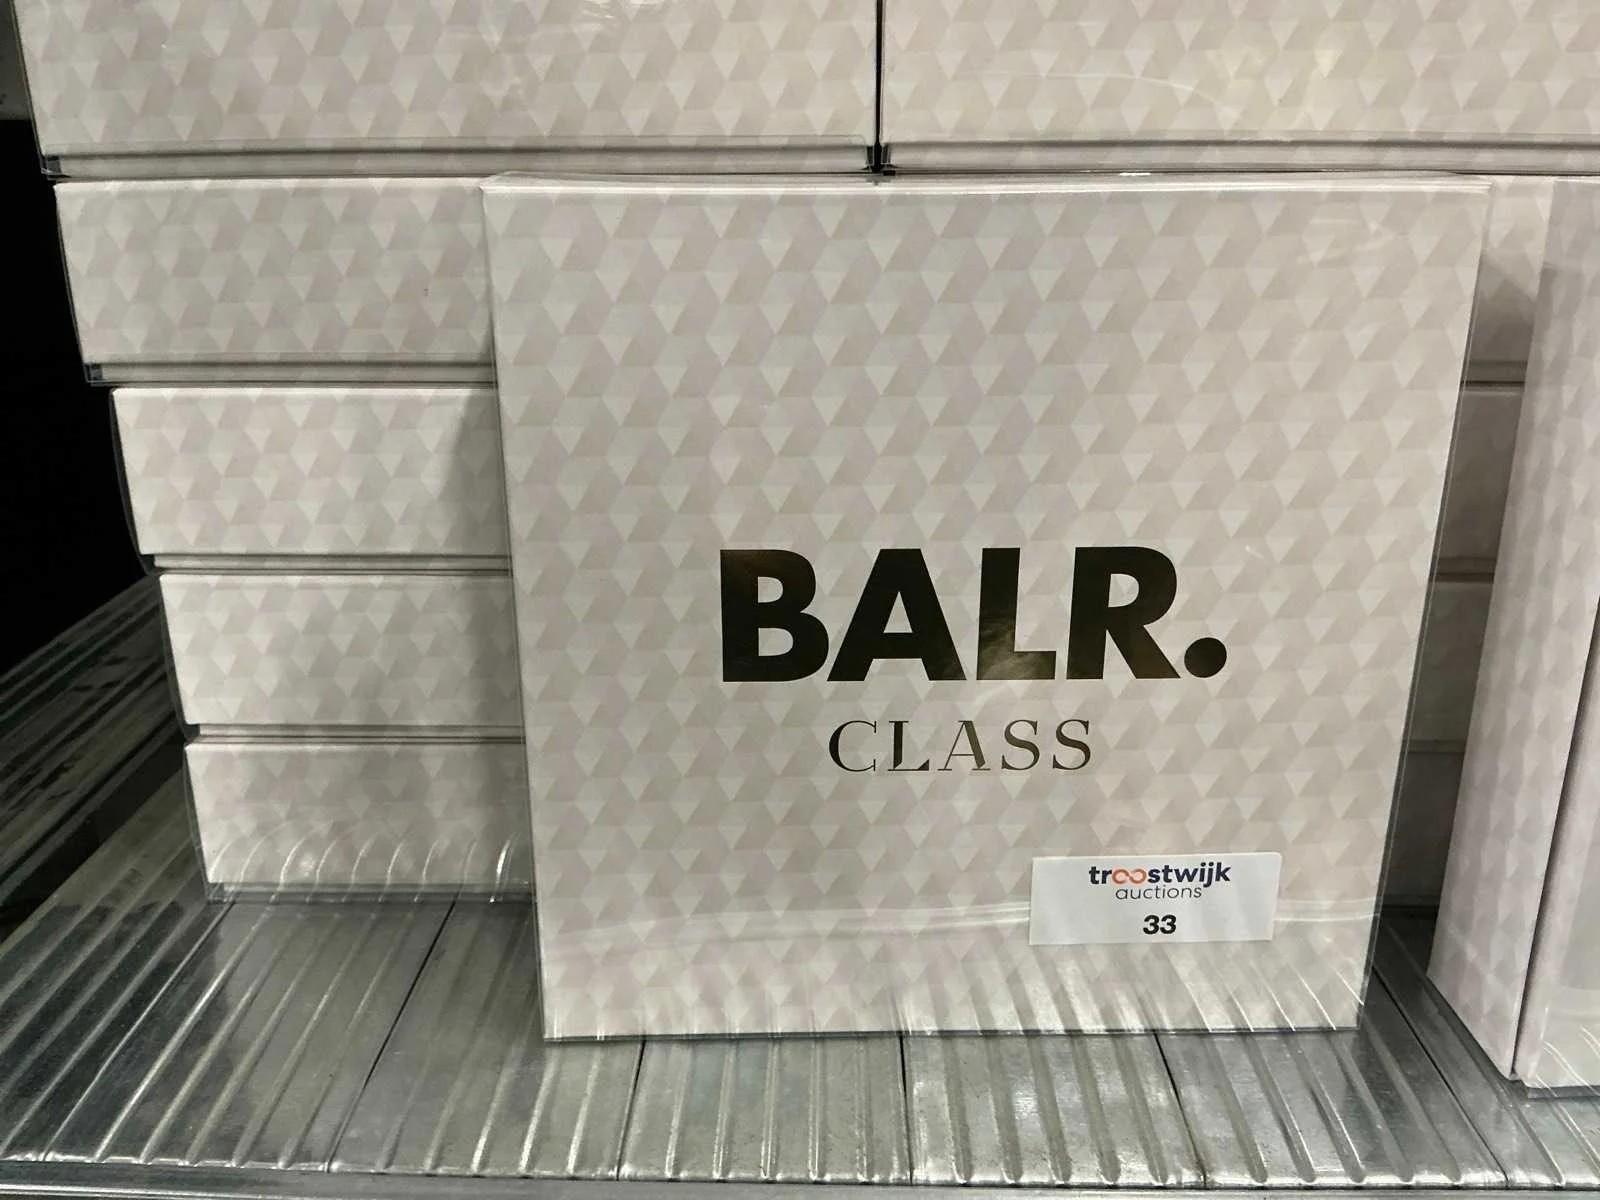 BALR.
CLASS
troostwijk
auctions
33